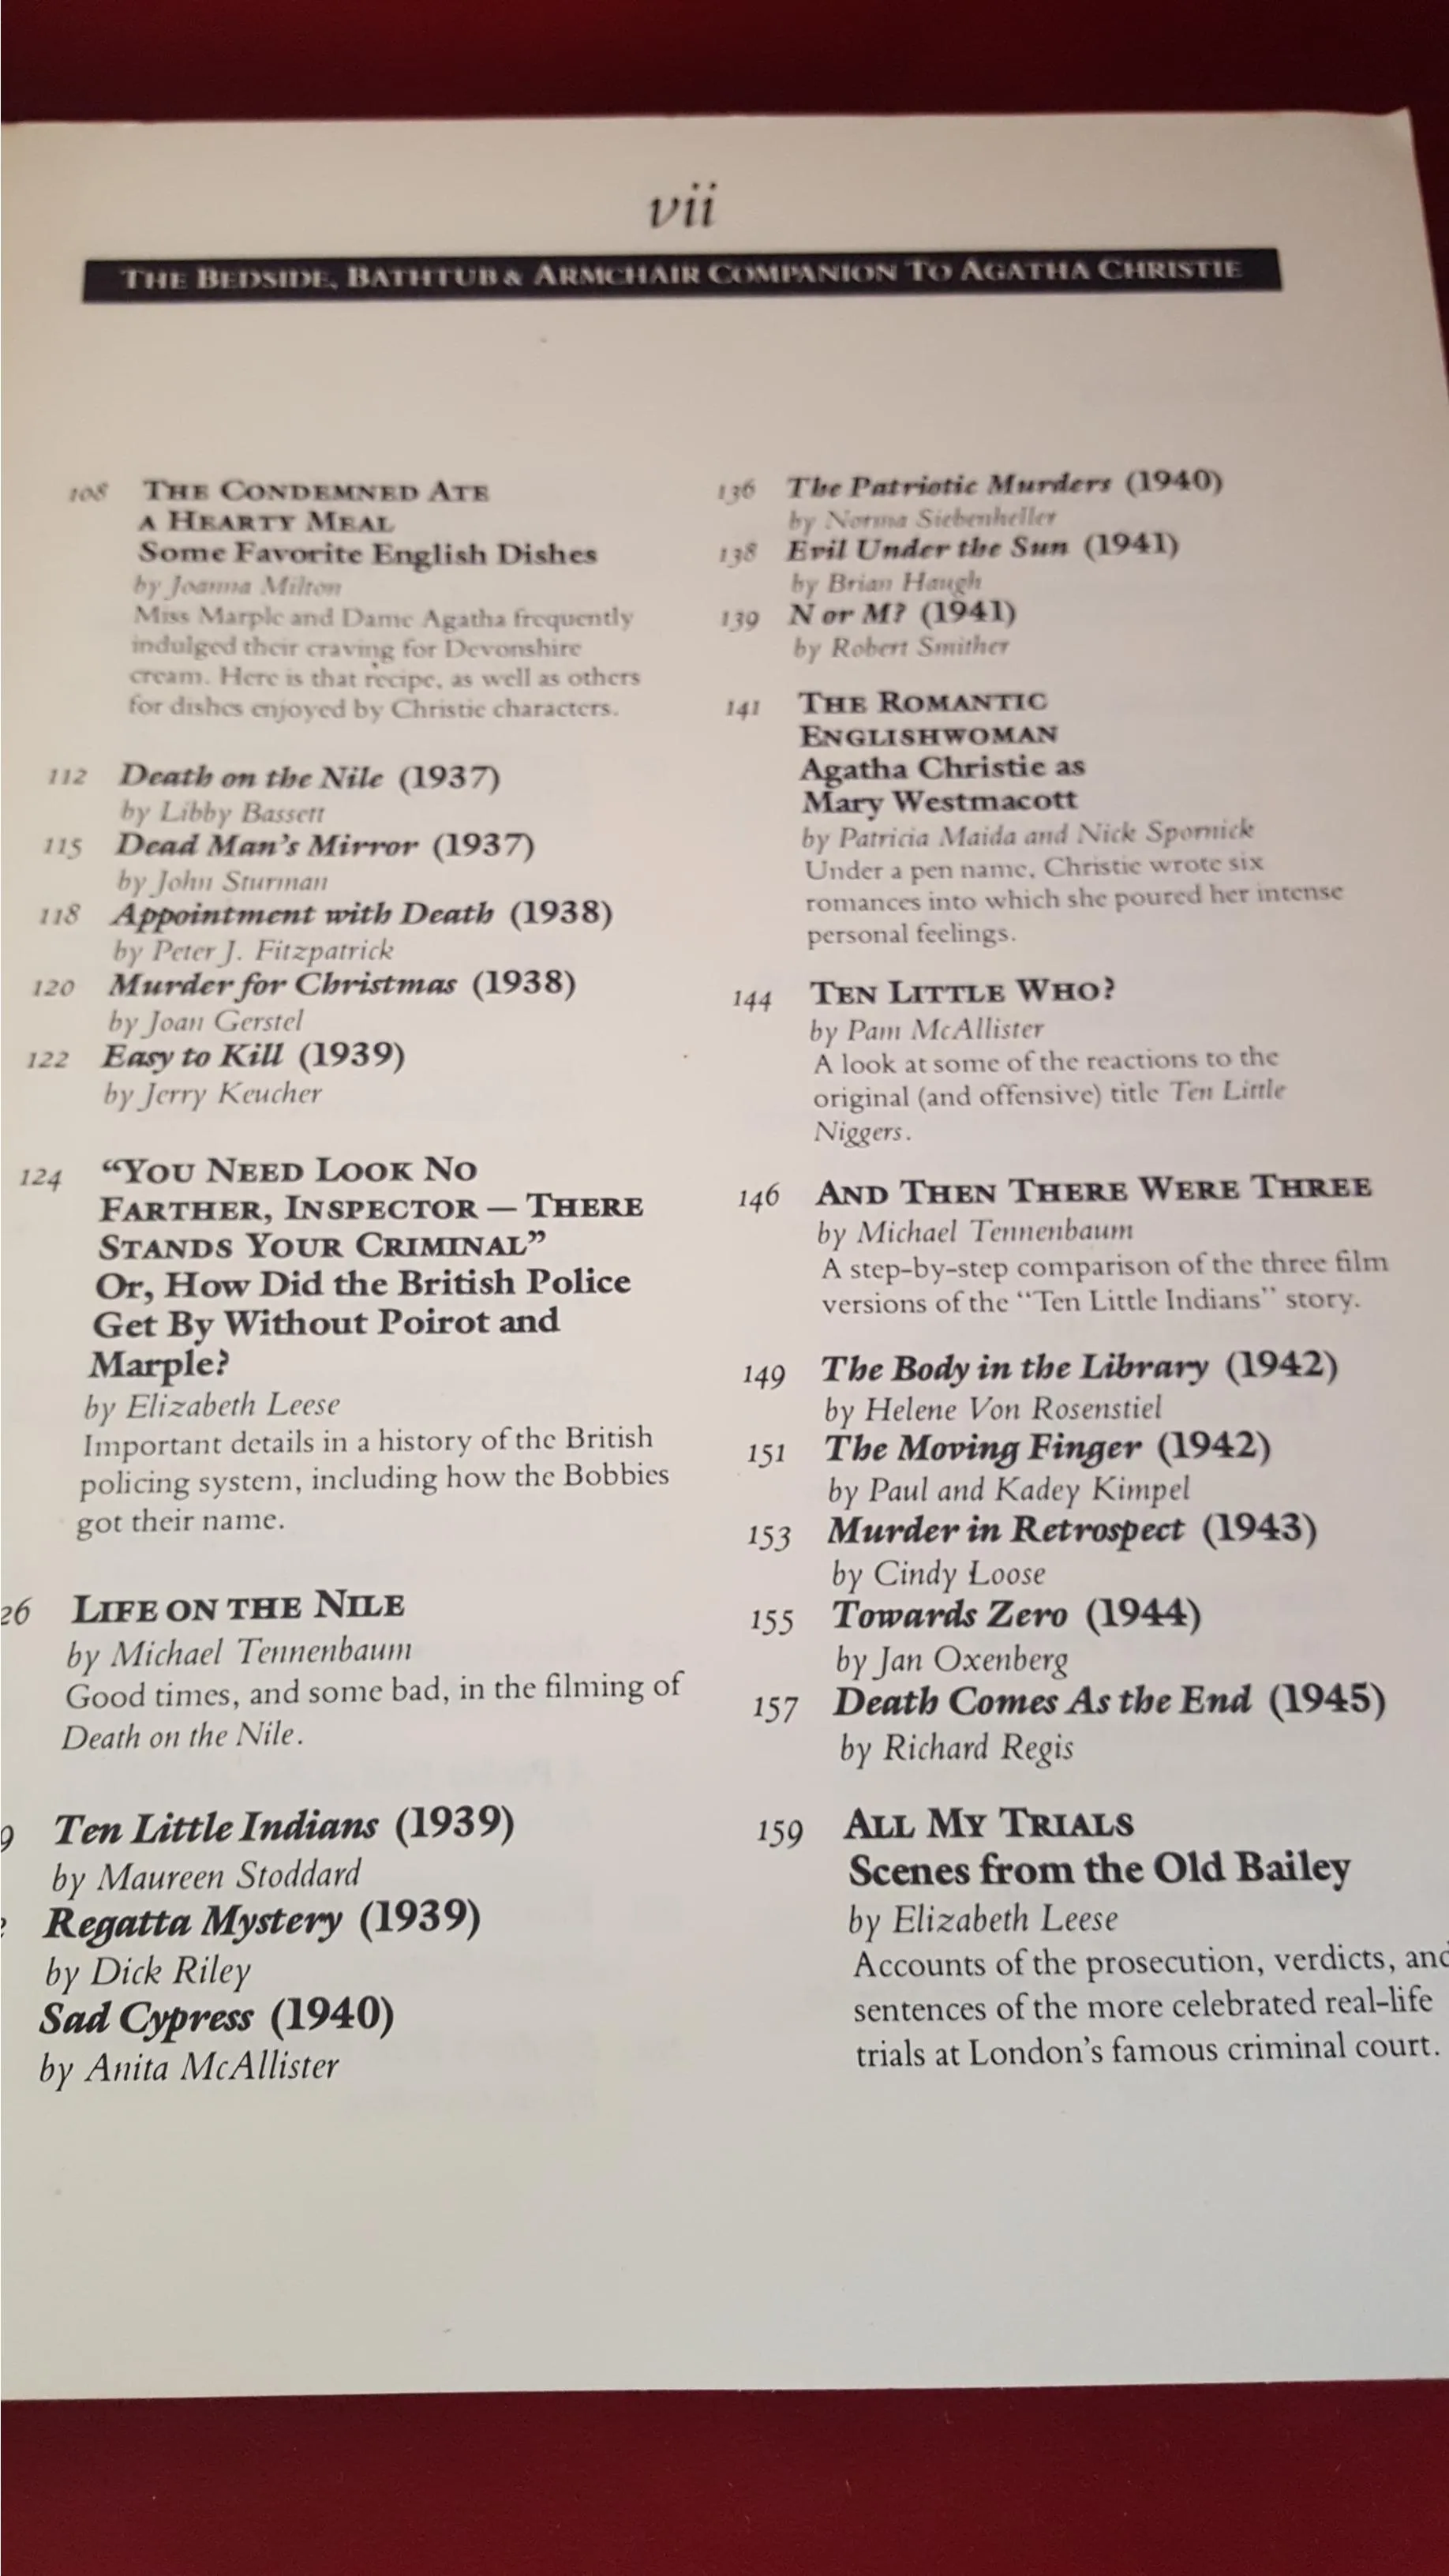 vii
THE BEDSIDE, BATHTUB & ARMCHAIR COMPANION TO AGATHA CHRISTIE
108 THE CONDEMNED ATE
A HEARTY MEAL
Some Favorite English Dishes
by Joanna Milton
Miss Marple and Dame Agatha frequently
indulged their craving for Devonshire
cream. Here is that recipe, as well as others
for dishes enjoyed by Christie characters.
112 Death on the Nile (1937)
by Libby Bassett
115 Dead Man's Mirror (1937)
by John Sturman
118 Appointment with Death (1938)
by Peter J. Fitzpatrick
120 Murder for Christmas (1938)
by Joan Gerstel
122 Easy to Kill (1939)
by Jerry Keucher
124 “YOU NEED LOOK NO
FARTHER, INSPECTOR — THERE
STANDS YOUR CRIMINAL”
Or, How Did the British Police
Get By Without Poirot and
Marple?
by Elizabeth Leese
Important details in a history of the British
policing system, including how the Bobbies
got their name.
26 LIFE ON THE NILE
by Michael Tennenbaum
Good times, and some bad, in the filming of
Death on the Nile.
9 Ten Little Indians (1939)
by Maureen Stoddard
Regatta Mystery (1939)
by Dick Riley
Sad Cypress (1940)
by Anita McAllister
136 The Patriotic Murders (1940)
by Norma Siebenheller
138 Evil Under the Sun (1941)
by Brian Haugh
139 N or M? (1941)
by Robert Smither
141 THE ROMANTIC
ENGLISHWOMAN
Agatha Christie as
Mary Westmacott
by Patricia Maida and Nick Spornick
Under a pen name, Christie wrote six
romances into which she poured her intense
personal feelings.
144 TEN LITTLE WHO?
by Pam McAllister
A look at some of the reactions to the
original (and offensive) title Ten Little
Niggers.
146 AND THEN THERE WERE THREE
by Michael Tennenbaum
A step-by-step comparison of the three film
versions of the “Ten Little Indians” story.
149 The Body in the Library (1942)
by Helene Von Rosenstiel
151 The Moving Finger (1942)
by Paul and Kadey Kimpel
153 Murder in Retrospect (1943)
by Cindy Loose
155 Towards Zero (1944)
by Jan Oxenberg
157 Death Comes As the End (1945)
by Richard Regis
159 ALL MY TRIALS
Scenes from the Old Bailey
by Elizabeth Leese
Accounts of the prosecution, verdicts, and
sentences of the more celebrated real-life
trials at London's famous criminal court.